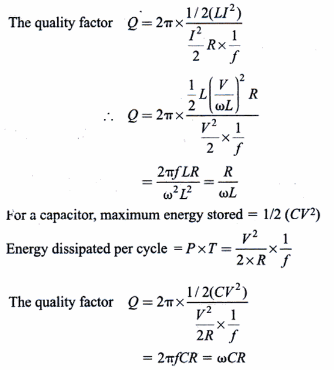 The quality factor Q = 2π × 1/2(LI²) / (I²/2 R × 1/f)
∴ Q = 2π × (1/2 L (V/ωL)² R) / (V²/2 × 1/f)
= 2πfLR / ω²L² = R / ωL
For a capacitor, maximum energy stored = 1/2 (CV²)
Energy dissipated per cycle = P × T = V² / (2 × R) × 1/f
The quality factor Q = 2π × 1/2(CV²) / (V²/2R × 1/f)
= 2πfCR = ωCR